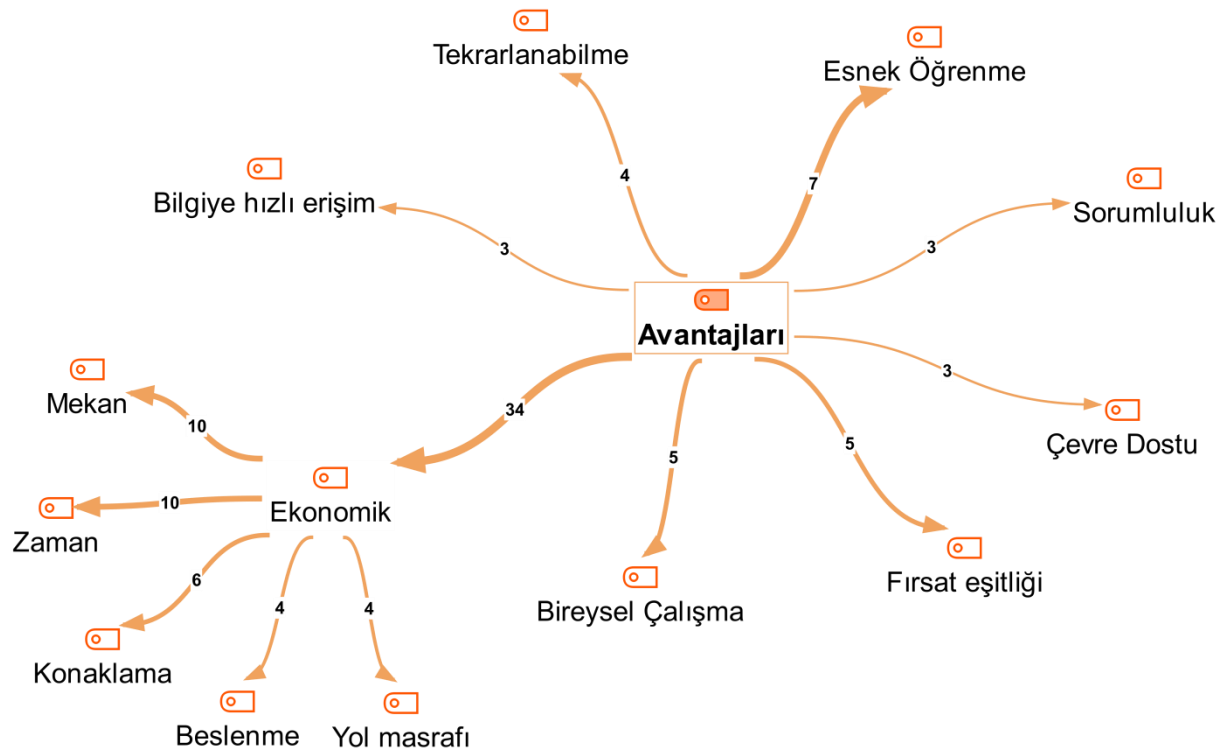 Tekrarlanabilme
Esnek Öğrenme
4
7
Bilgiye hızlı erişim
3
Sorumluluk
3
Avantajları
Mekan
10
34
3
Çevre Dostu
5
5
Zaman
10
Ekonomik
Konaklama
6
4
4
Bireysel Çalışma
Fırsat eşitliği
Beslenme
Yol masrafı